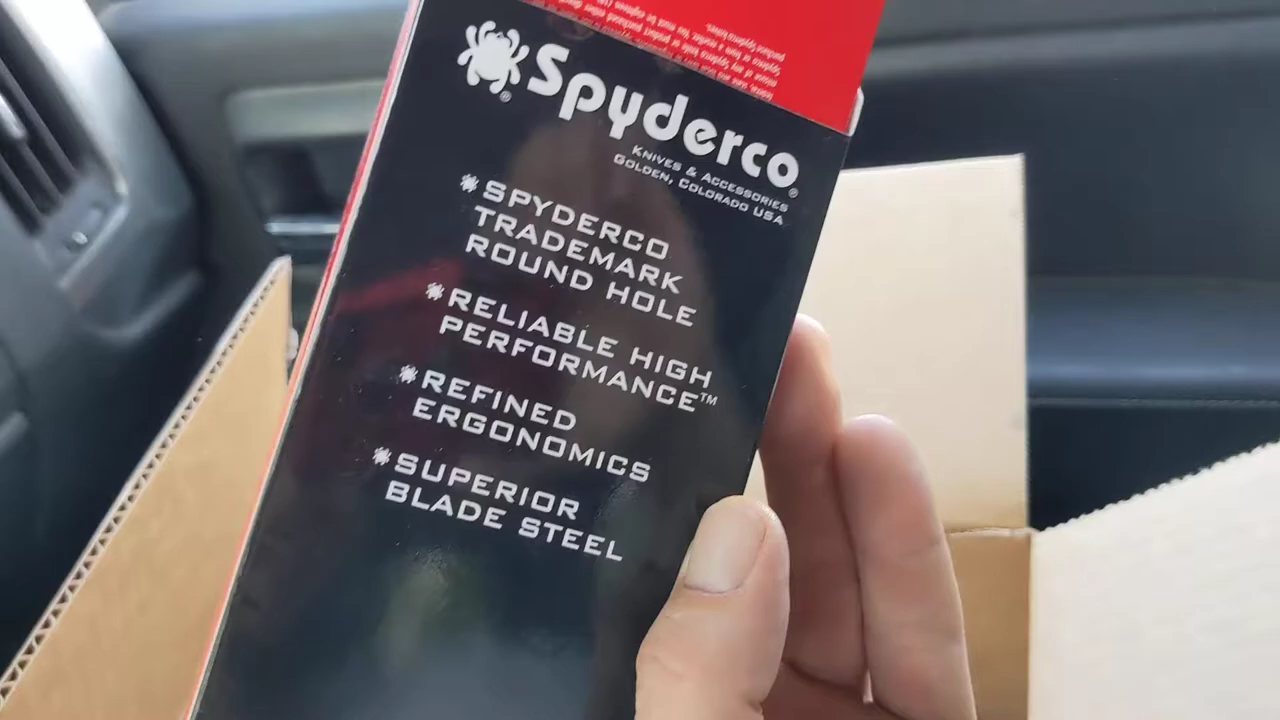 Spyderco®
KNIVES & ACCESSORIES
GOLDEN, COLORADO USA
SPYDERCO
TRADEMARK
ROUND HOLE
RELIABLE HIGH
PERFORMANCE™
REFINED
ERGONOMICS
SUPERIOR
BLADE STEEL